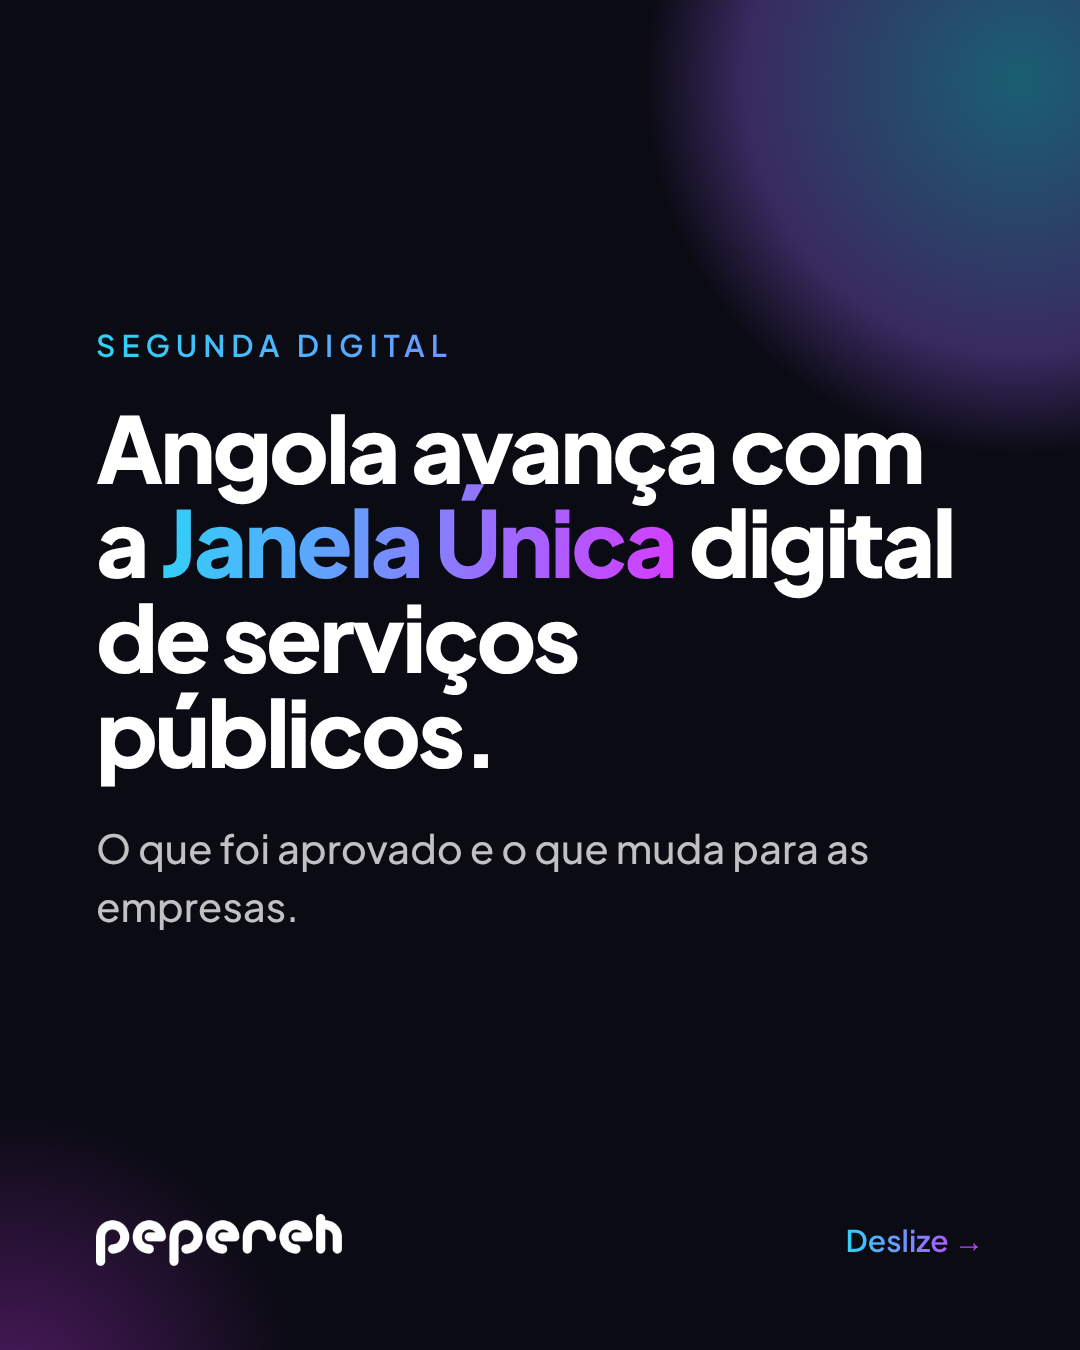 SEGUNDA DIGITAL
Angola avança com
a Janela Única digital
de serviços
públicos.
O que foi aprovado e o que muda para as
empresas.
pepereh
Deslize →